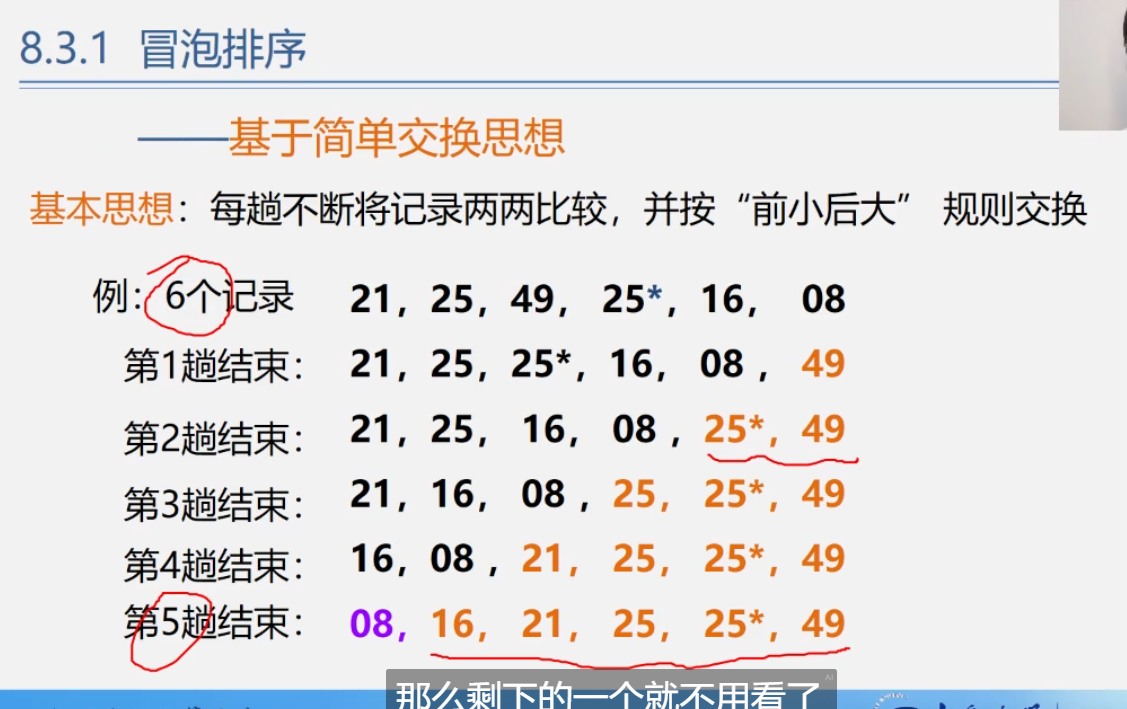 8.3.1 冒泡排序
——基于简单交换思想
基本思想：每趟不断将记录两两比较，并按“前小后大” 规则交换
例：6个记录 21, 25, 49, 25*, 16, 08
第1趟结束： 21, 25, 25*, 16, 08 , 49
第2趟结束： 21, 25, 16, 08 , 25*, 49
第3趟结束： 21, 16, 08 , 25, 25*, 49
第4趟结束： 16, 08 , 21, 25, 25*, 49
第5趟结束： 08, 16, 21, 25, 25*, 49
AI
那么剩下的一个就不用看了